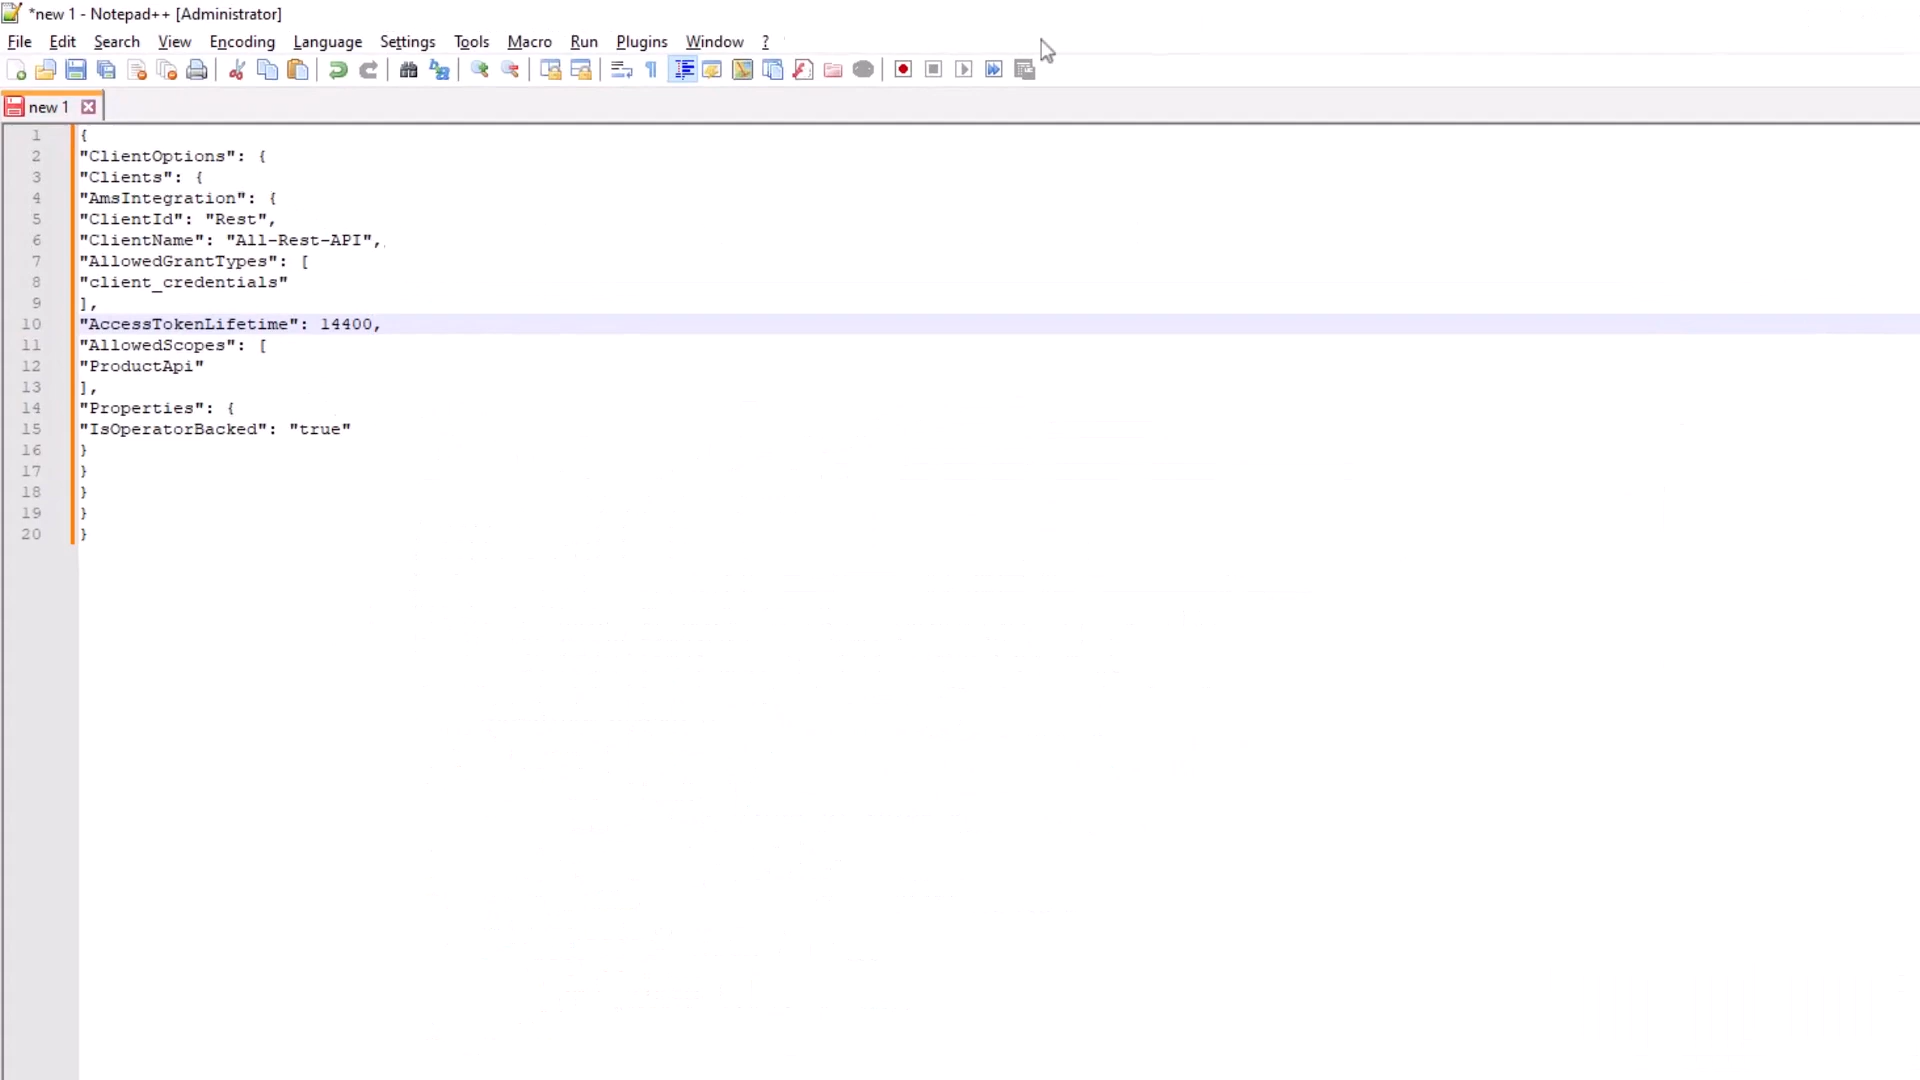 *new 1 - Notepad++ [Administrator]
File Edit Search View Encoding Language Settings Tools Macro Run Plugins Window ?
new 1
1 {
2 "ClientOptions": {
3 "Clients": {
4 "AmsIntegration": {
5 "ClientId": "Rest",
6 "ClientName": "All-Rest-API",
7 "AllowedGrantTypes": [
8 "client_credentials"
9 ],
10 "AccessTokenLifetime": 14400,
11 "AllowedScopes": [
12 "ProductApi"
13 ],
14 "Properties": {
15 "IsOperatorBacked": "true"
16 }
17 }
18 }
19 }
20 }